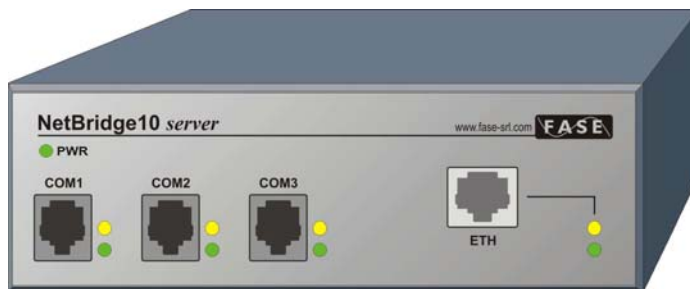 NetBridge10 server
www.fase-srl.com FASE
PWR
COM1 COM2 COM3
ETH